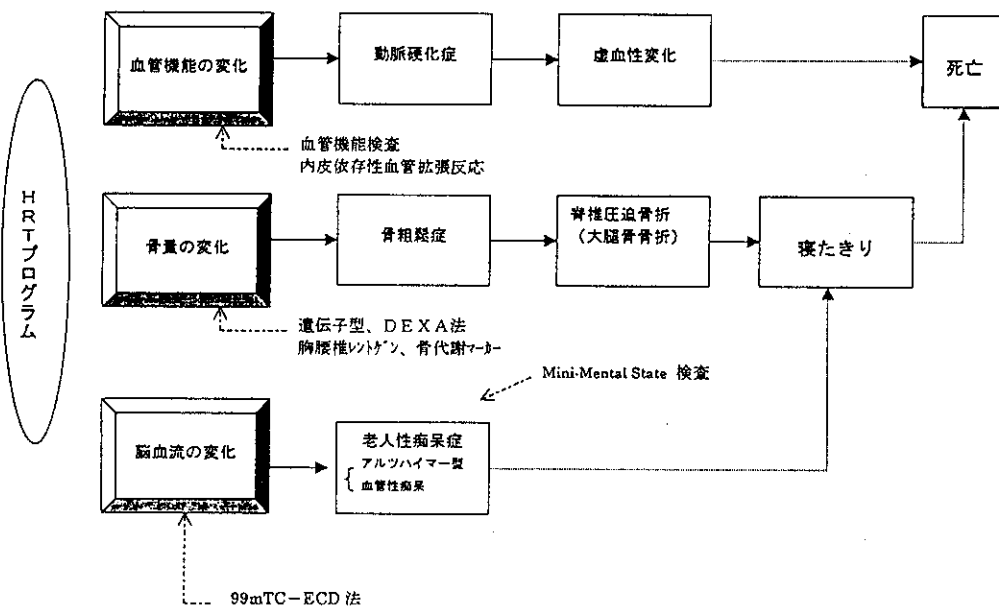 HRTプログラム
血管機能の変化
動脈硬化症
虚血性変化
死亡
血管機能検査
内皮依存性血管拡張反応
骨量の変化
骨粗鬆症
脊椎圧迫骨折
（大腿骨骨折）
寝たきり
遺伝子型、DEXA法
胸腰椎レントゲン、骨代謝マーカー
Mini-Mental State 検査
脳血流の変化
老人性痴呆症
アルツハイマー型
血管性痴呆
99mTC－ECD 法